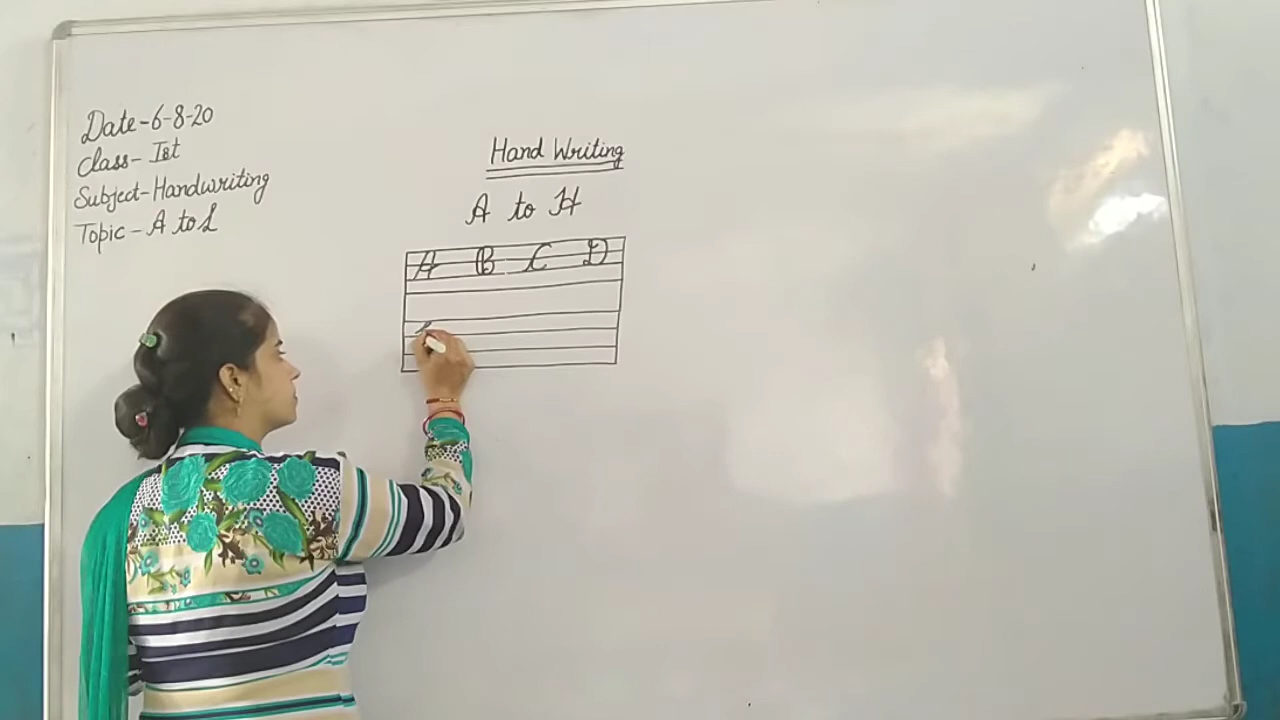 Date-6-8-20
Class- Ist
Subject-Handwriting
Topic - A to L
Hand Writing
A to H
A B C D